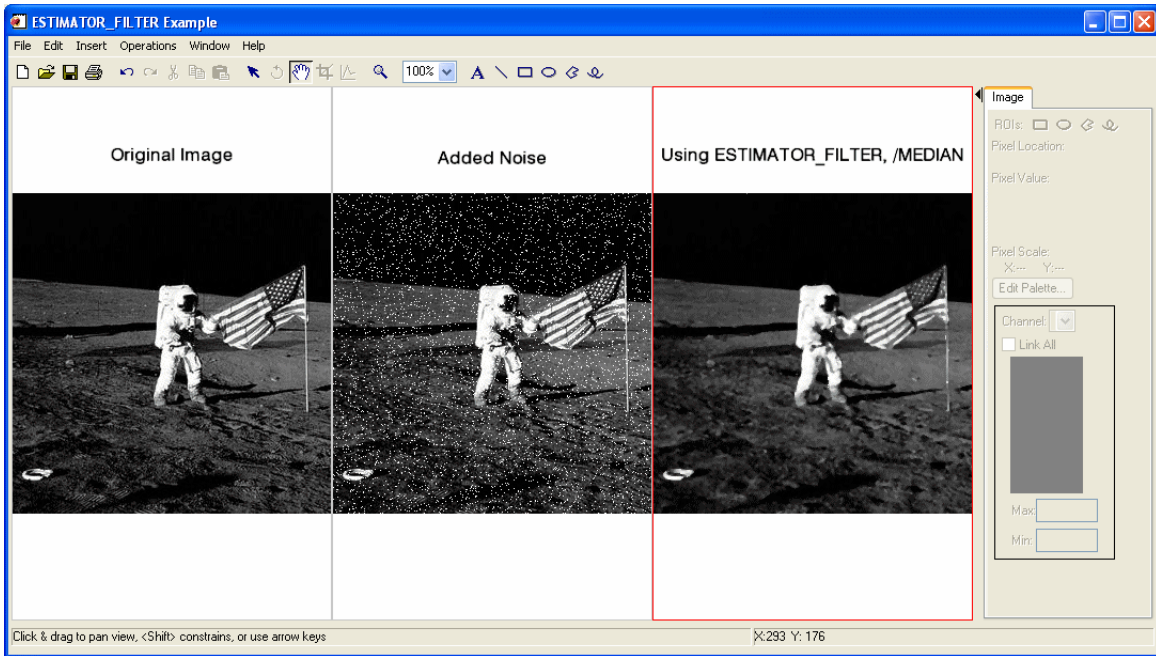 ESTIMATOR_FILTER Example
File Edit Insert Operations Window Help
100%
A
Original Image
Added Noise
Using ESTIMATOR_FILTER, /MEDIAN
Image
ROIs:
Pixel Location:
Pixel Value:
Pixel Scale:
X:--- Y:---
Edit Palette...
Channel:
Link All
Max:
Min:
Click & drag to pan view, <Shift> constrains, or use arrow keys
X:293 Y: 176